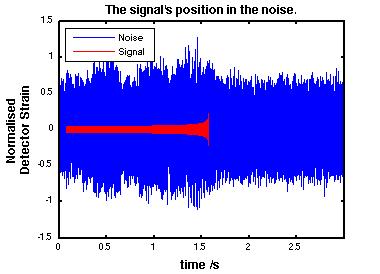 The signal's position in the noise.
1.5
Noise
Signal
1
0.5
0
-0.5
-1
-1.5
Normalised
Detector Strain
0 0.5 1 1.5 2 2.5
time /s